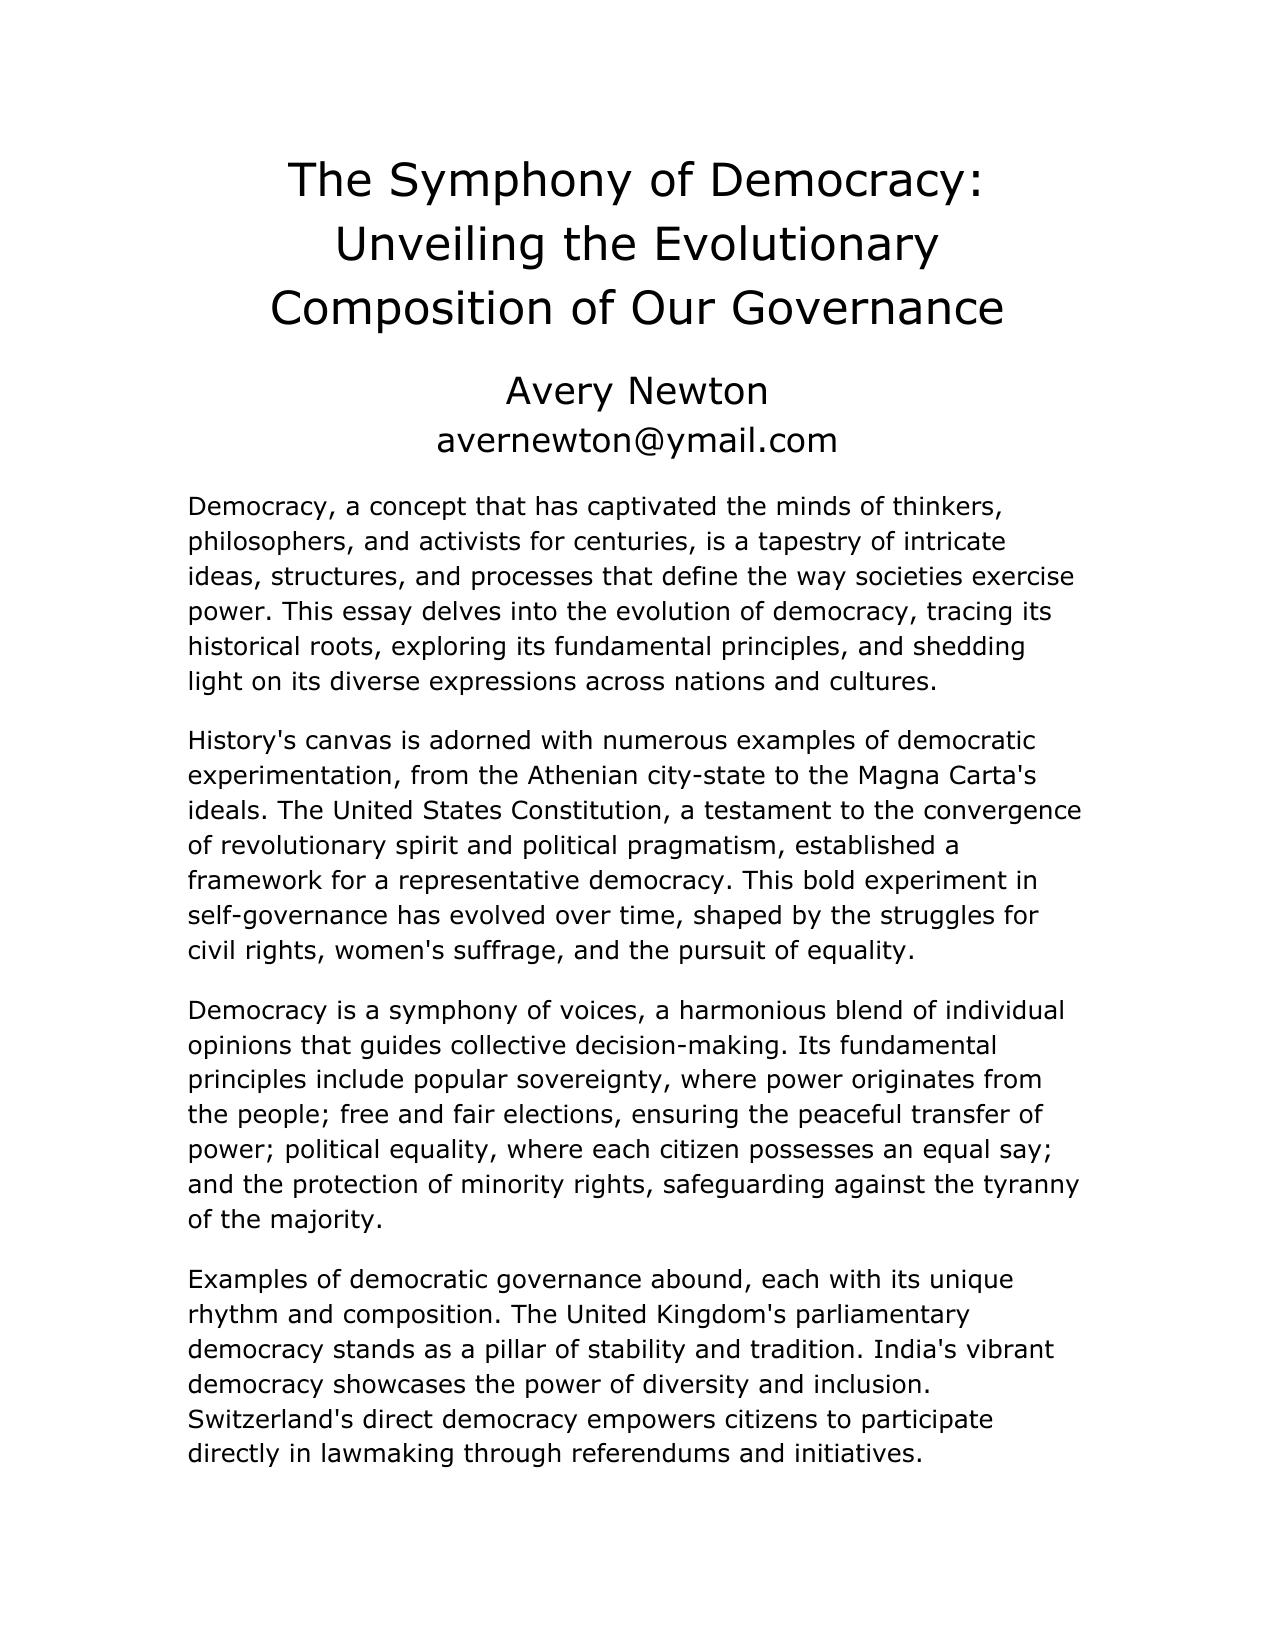 The Symphony of Democracy:
Unveiling the Evolutionary
Composition of Our Governance
Avery Newton
avernewton@ymail.com
Democracy, a concept that has captivated the minds of thinkers,
philosophers, and activists for centuries, is a tapestry of intricate
ideas, structures, and processes that define the way societies exercise
power. This essay delves into the evolution of democracy, tracing its
historical roots, exploring its fundamental principles, and shedding
light on its diverse expressions across nations and cultures.
History's canvas is adorned with numerous examples of democratic
experimentation, from the Athenian city-state to the Magna Carta's
ideals. The United States Constitution, a testament to the convergence
of revolutionary spirit and political pragmatism, established a
framework for a representative democracy. This bold experiment in
self-governance has evolved over time, shaped by the struggles for
civil rights, women's suffrage, and the pursuit of equality.
Democracy is a symphony of voices, a harmonious blend of individual
opinions that guides collective decision-making. Its fundamental
principles include popular sovereignty, where power originates from
the people; free and fair elections, ensuring the peaceful transfer of
power; political equality, where each citizen possesses an equal say;
and the protection of minority rights, safeguarding against the tyranny
of the majority.
Examples of democratic governance abound, each with its unique
rhythm and composition. The United Kingdom's parliamentary
democracy stands as a pillar of stability and tradition. India's vibrant
democracy showcases the power of diversity and inclusion.
Switzerland's direct democracy empowers citizens to participate
directly in lawmaking through referendums and initiatives.